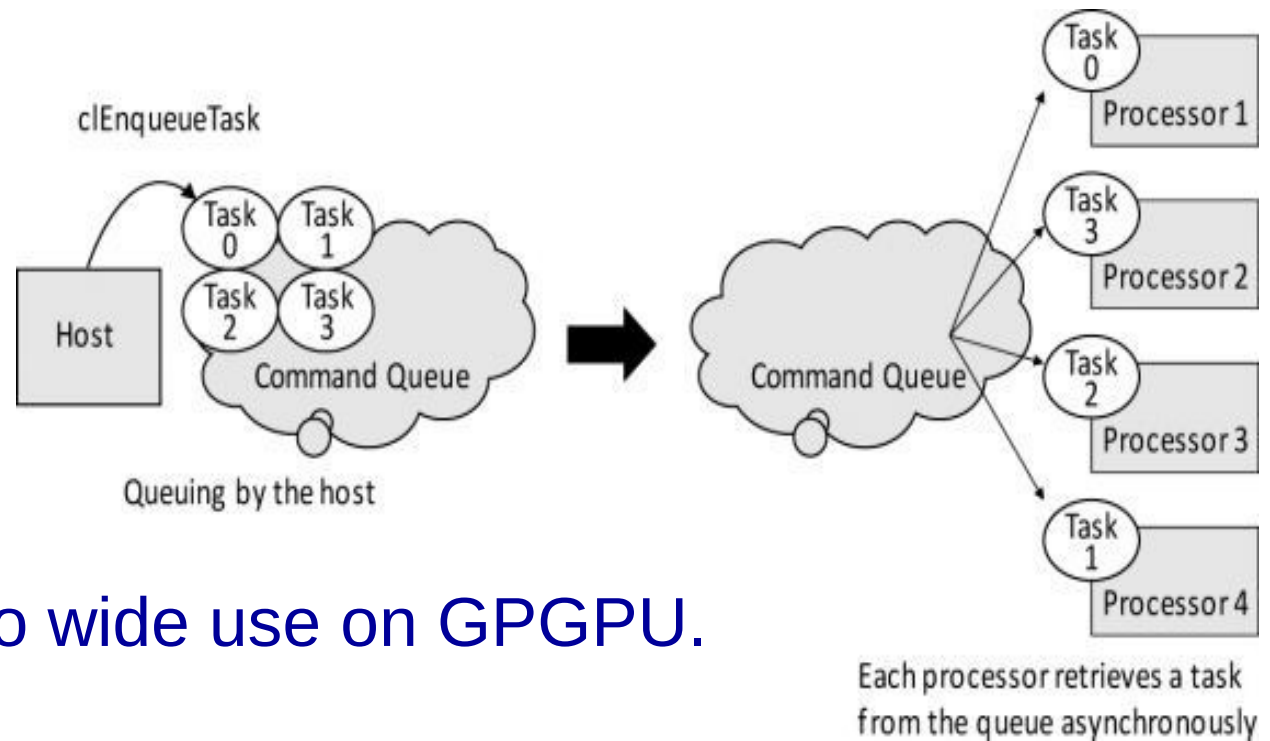 clEnqueueTask
Host
Task
0
Task
1
Task
2
Task
3
Command Queue
Queuing by the host
Command Queue
Task
0
Processor 1
Task
3
Processor 2
Task
2
Processor 3
Task
1
Processor 4
Each processor retrieves a task
from the queue asynchronously
o wide use on GPGPU.